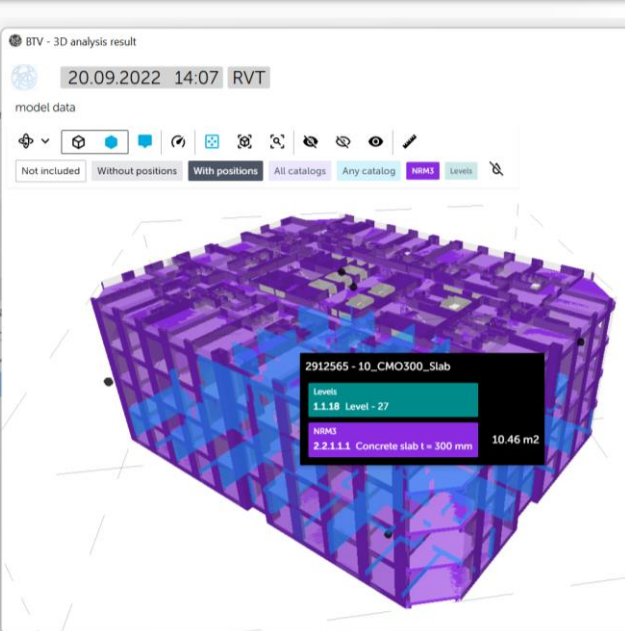 BTV - 3D analysis result
20.09.2022 14:07 RVT
model data
Not included Without positions With positions All catalogs Any catalog NRM3 Levels
2912565 - 10_CMO300_Slab
Levels
1.1.18 Level - 27
NRM3
2.2.1.1.1 Concrete slab t = 300 mm 10.46 m2